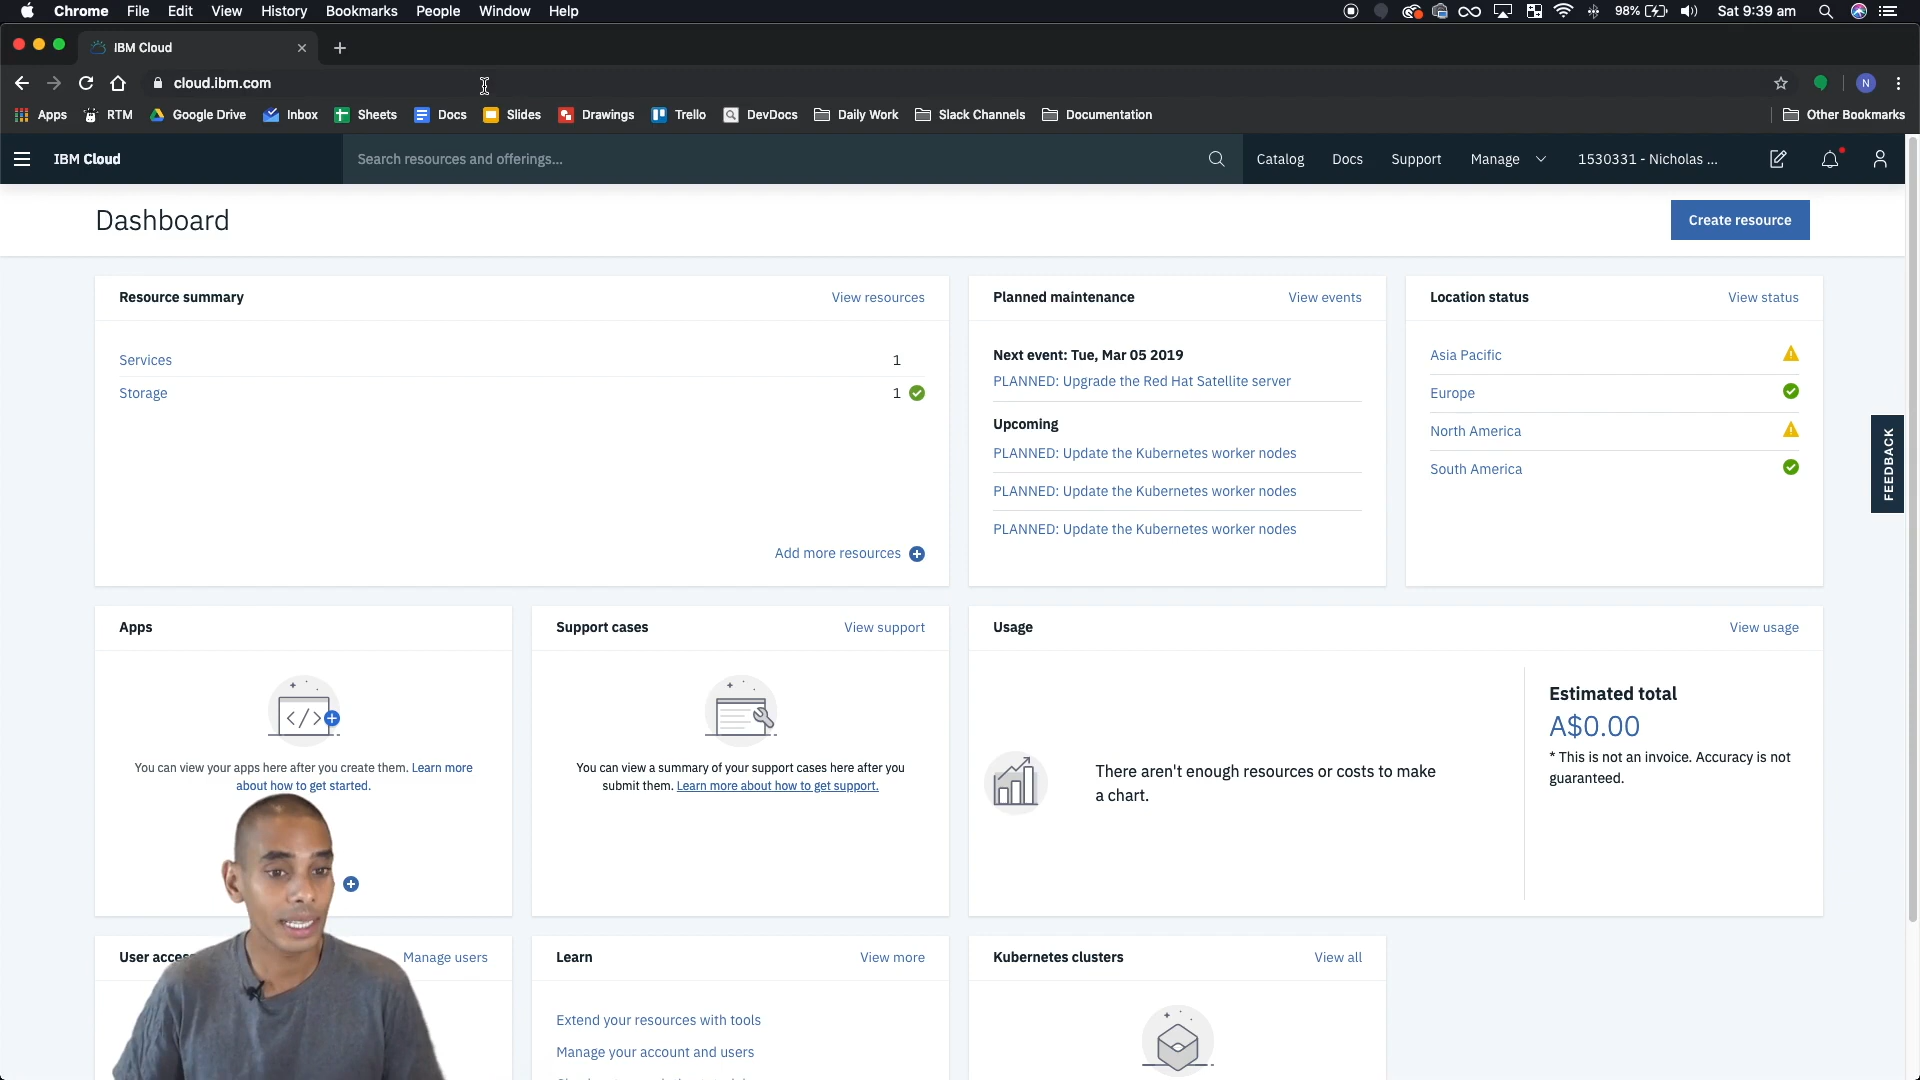 Chrome File Edit View History Bookmarks People Window Help
98% Sat 9:39 am
IBM Cloud
cloud.ibm.com
N
Apps RTM Google Drive Inbox Sheets Docs Slides Drawings Trello DevDocs Daily Work Slack Channels Documentation Other Bookmarks
IBM Cloud
Search resources and offerings...
Catalog Docs Support Manage 1530331 - Nicholas ...
Dashboard
Create resource
Resource summary View resources
Services 1
Storage 1
Add more resources
Planned maintenance View events
Next event: Tue, Mar 05 2019
PLANNED: Upgrade the Red Hat Satellite server
Upcoming
PLANNED: Update the Kubernetes worker nodes
PLANNED: Update the Kubernetes worker nodes
PLANNED: Update the Kubernetes worker nodes
Location status View status
Asia Pacific
Europe
North America
South America
FEEDBACK
Apps
You can view your apps here after you create them. Learn more
about how to get started.
Support cases View support
You can view a summary of your support cases here after you
submit them. Learn more about how to get support.
Usage View usage
There aren't enough resources or costs to make
a chart.
Estimated total
A$0.00
* This is not an invoice. Accuracy is not
guaranteed.
User acces Manage users
Learn View more
Extend your resources with tools
Manage your account and users
Kubernetes clusters View all